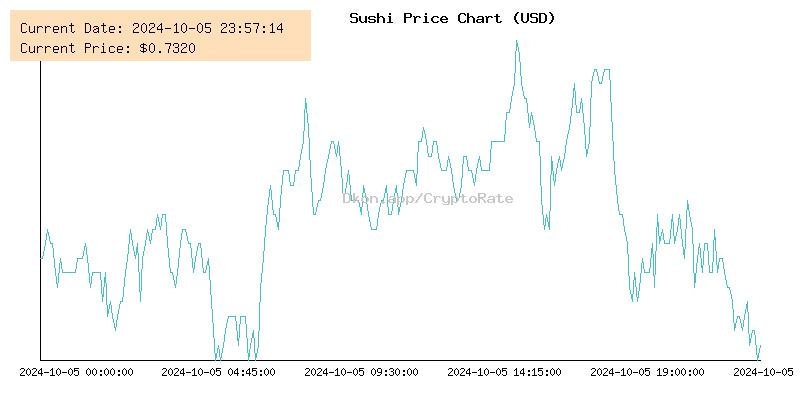 Sushi Price Chart (USD)
Current Date: 2024-10-05 23:57:14
Current Price: $0.7320
Dkon.app/CryptoRate
2024-10-05 00:00:00 2024-10-05 04:45:00 2024-10-05 09:30:00 2024-10-05 14:15:00 2024-10-05 19:00:00 2024-10-05